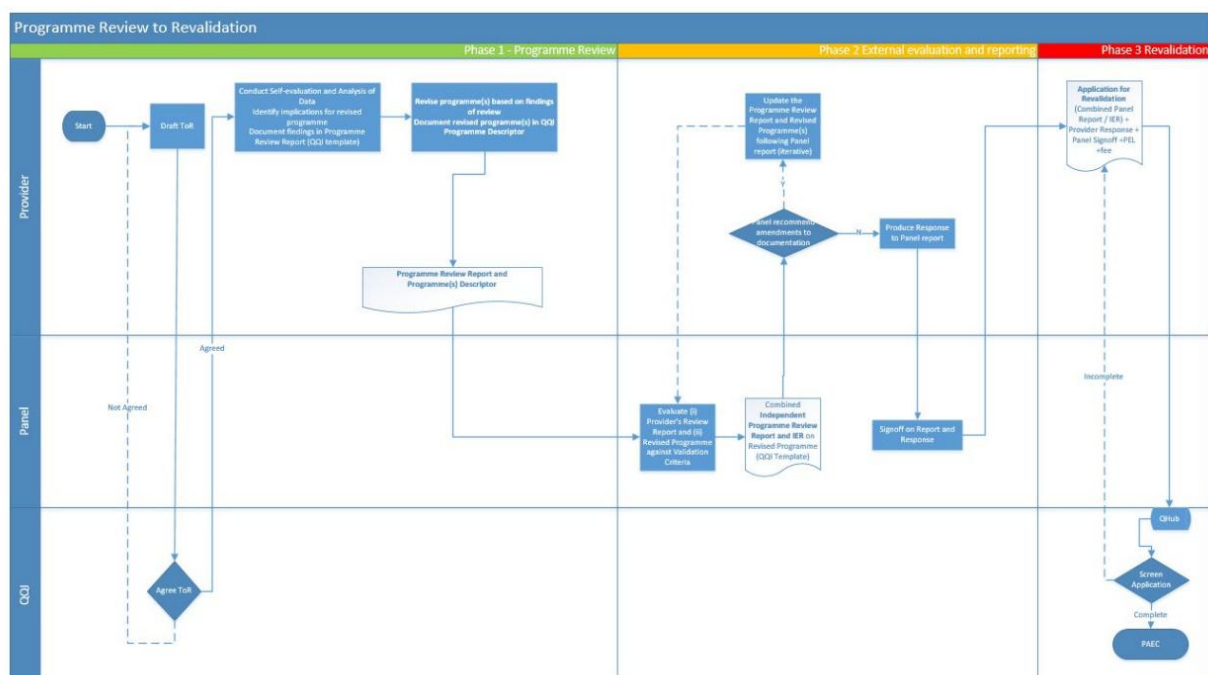 Programme Review to Revalidation
Phase 1 - Programme Review
Phase 2 External evaluation and reporting
Phase 3 Revalidation
Provider
Start
Draft ToR
Conduct Self-evaluation and Analysis of
Data
Identify implications for revised
programme
Document findings in Programme
Review Report (QQI template)
Revise programme(s) based on findings
of review
Document revised programme(s) in QQI
Programme Descriptor
Programme Review Report and
Programme(s) Descriptor
Update the
Programme Review
Report and Revised
Programme(s)
following Panel
report (iterative)
Y
Panel recommend
amendments to
documentation
N
Produce Response
to Panel report
Application for
Revalidation
(Combined Panel
Report / IER) +
Provider Response +
Panel Signoff +PEL
+fee
Panel
Agreed
Not Agreed
Evaluate (i)
Provider's Review
Report and (ii)
Revised Programme
against Validation
Criteria
Combined
Independent
Programme Review
Report and IER on
Revised Programme
(QQI Template)
Signoff on Report and
Response
Incomplete
QQI
Agree ToR
QHub
Screen
Application
Complete
PAEC